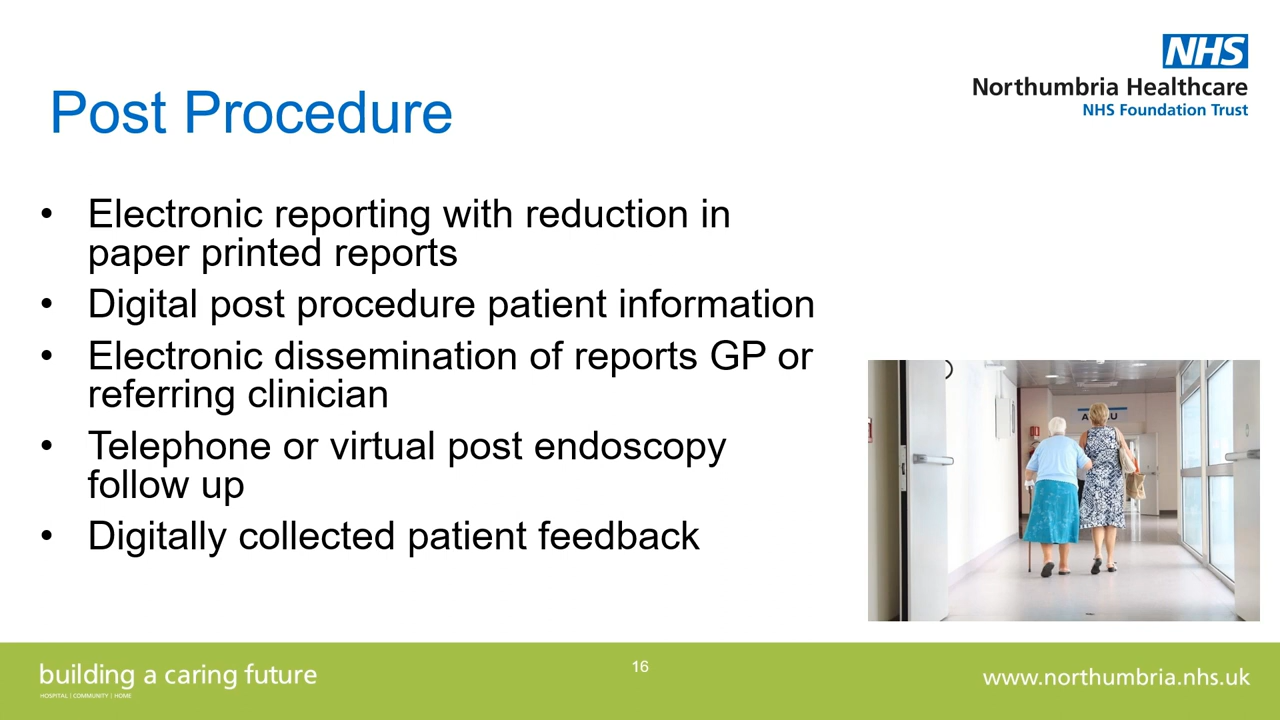 NHS
Northumbria Healthcare
NHS Foundation Trust
Post Procedure
• Electronic reporting with reduction in
paper printed reports
• Digital post procedure patient information
• Electronic dissemination of reports GP or
referring clinician
• Telephone or virtual post endoscopy
follow up
• Digitally collected patient feedback
building a caring future
HOSPITAL | COMMUNITY | HOME
16
www.northumbria.nhs.uk